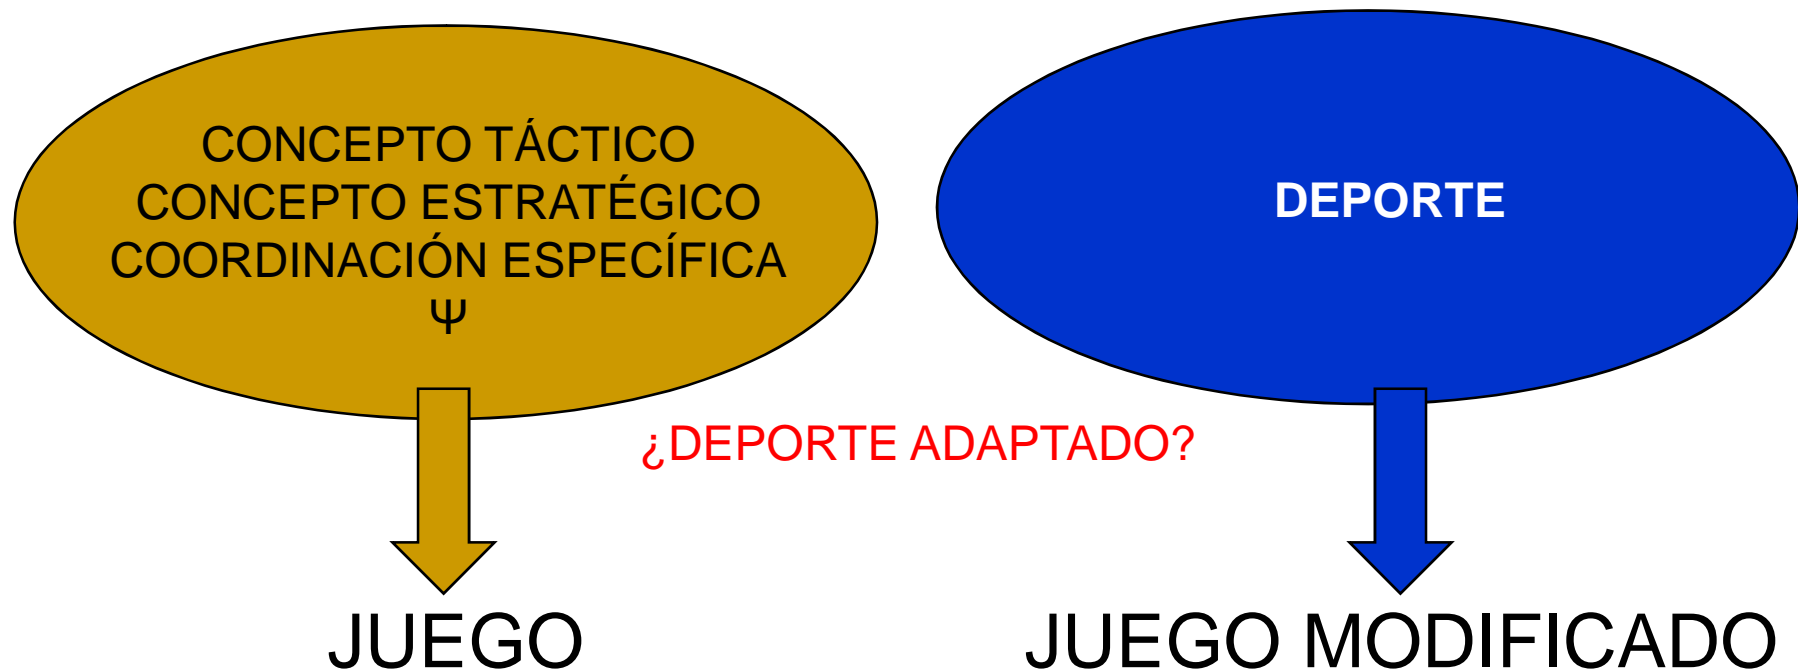 CONCEPTO TÁCTICO
CONCEPTO ESTRATÉGICO
COORDINACIÓN ESPECÍFICA
Ψ
DEPORTE
¿DEPORTE ADAPTADO?
JUEGO
JUEGO MODIFICADO